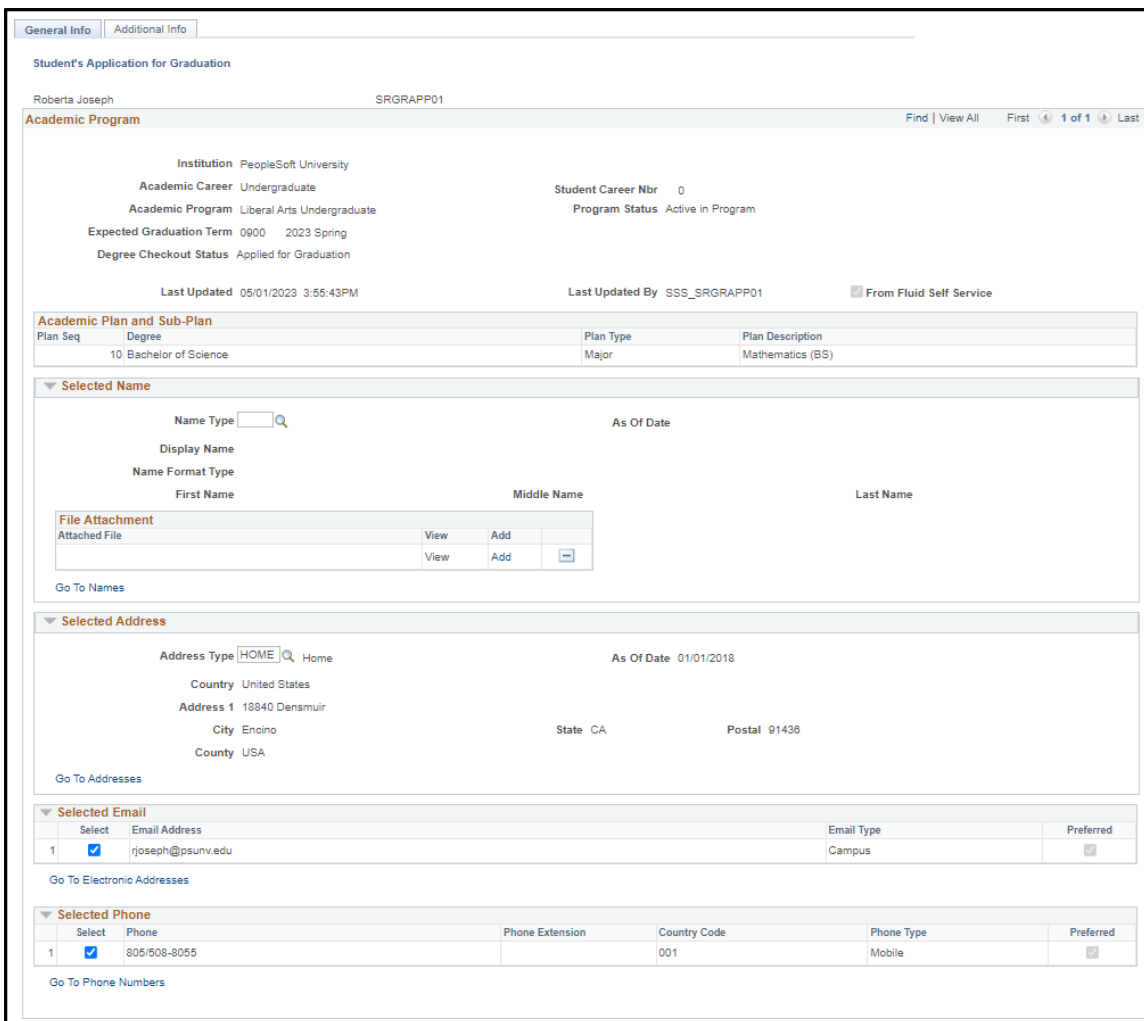 General Info Additional Info
Student's Application for Graduation
Roberta Joseph SRGRAPP01
Academic Program Find | View All First 1 of 1 Last
Institution PeopleSoft University
Academic Career Undergraduate Student Career Nbr 0
Academic Program Liberal Arts Undergraduate Program Status Active in Program
Expected Graduation Term 0900 2023 Spring
Degree Checkout Status Applied for Graduation
Last Updated 05/01/2023 3:55:43PM Last Updated By SSS_SRGRAPP01 From Fluid Self Service
Academic Plan and Sub-Plan
Plan Seq Degree Plan Type Plan Description
10 Bachelor of Science Major Mathematics (BS)
Selected Name
Name Type As Of Date
Display Name
Name Format Type
First Name Middle Name Last Name
File Attachment
Attached File View Add
View Add
Go To Names
Selected Address
Address Type HOME Home As Of Date 01/01/2018
Country United States
Address 1 18840 Densmuir
City Encino State CA Postal 91436
County USA
Go To Addresses
Selected Email
Select Email Address Email Type Preferred
1 rjoseph@psunv.edu Campus
Go To Electronic Addresses
Selected Phone
Select Phone Phone Extension Country Code Phone Type Preferred
1 805/508-8055 001 Mobile
Go To Phone Numbers